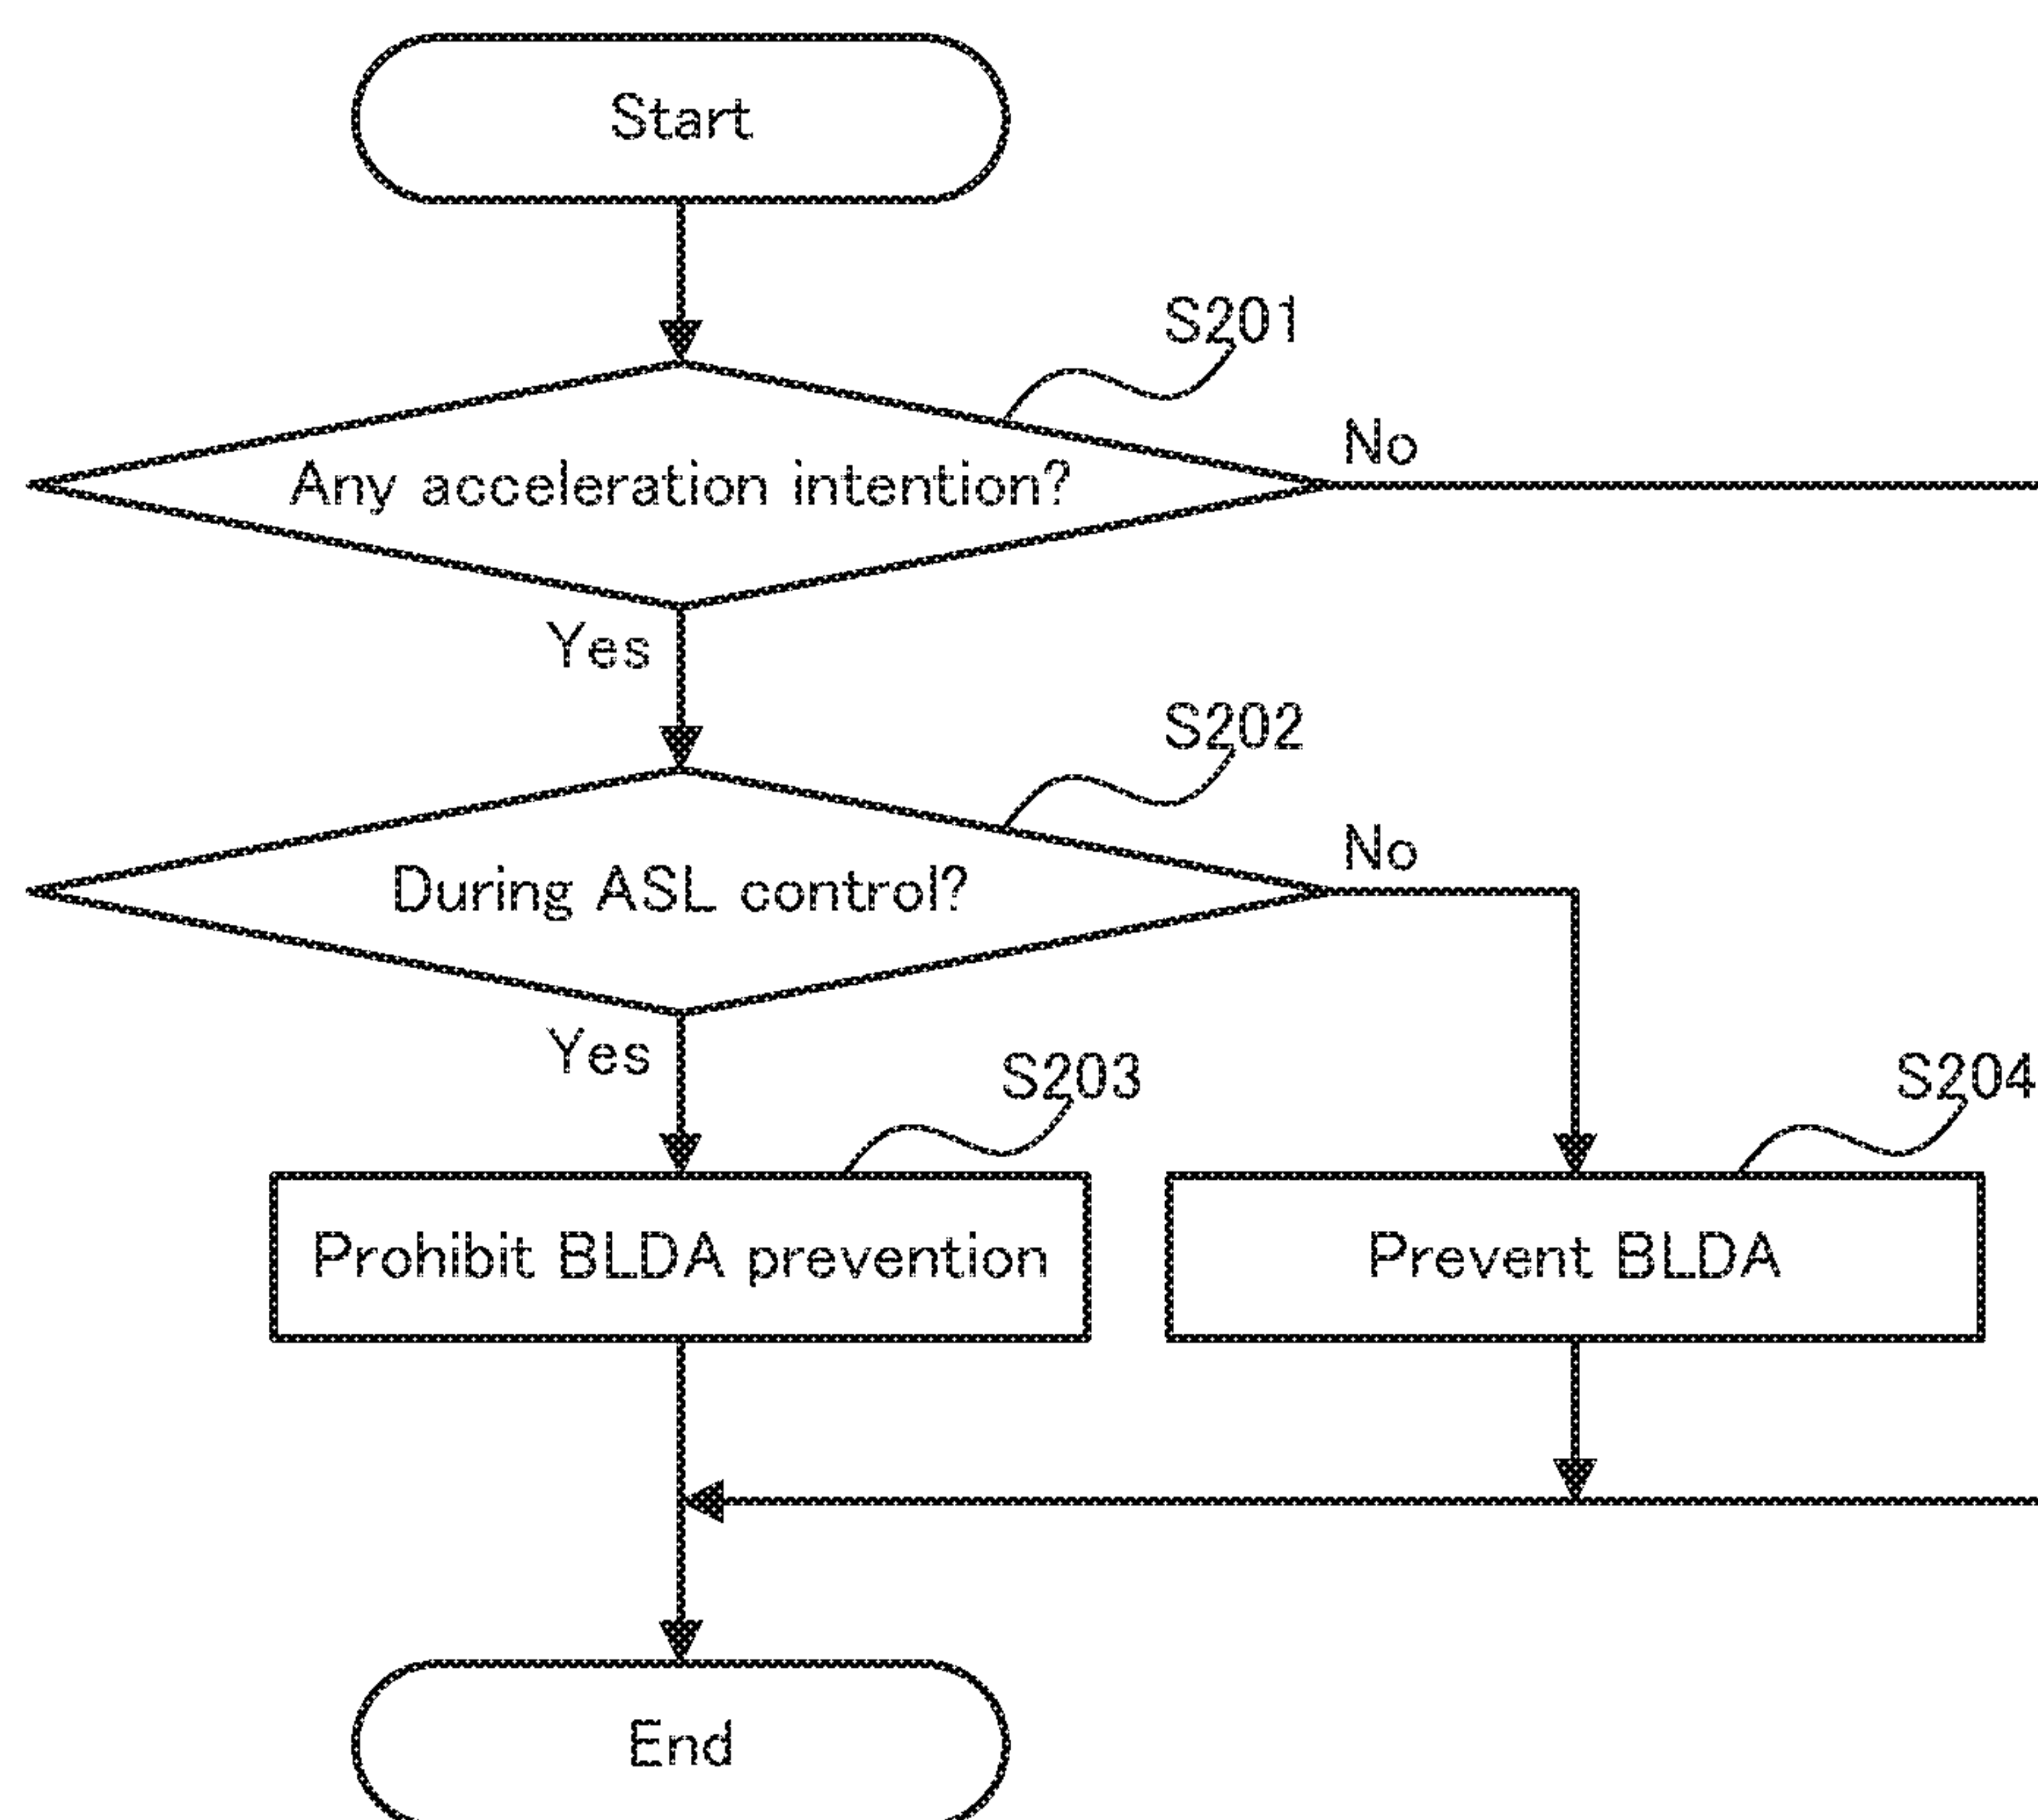 Start
S201
Any acceleration intention?
No
Yes
S202
During ASL control?
No
Yes
S203
S204
Prohibit BLDA prevention
Prevent BLDA
End